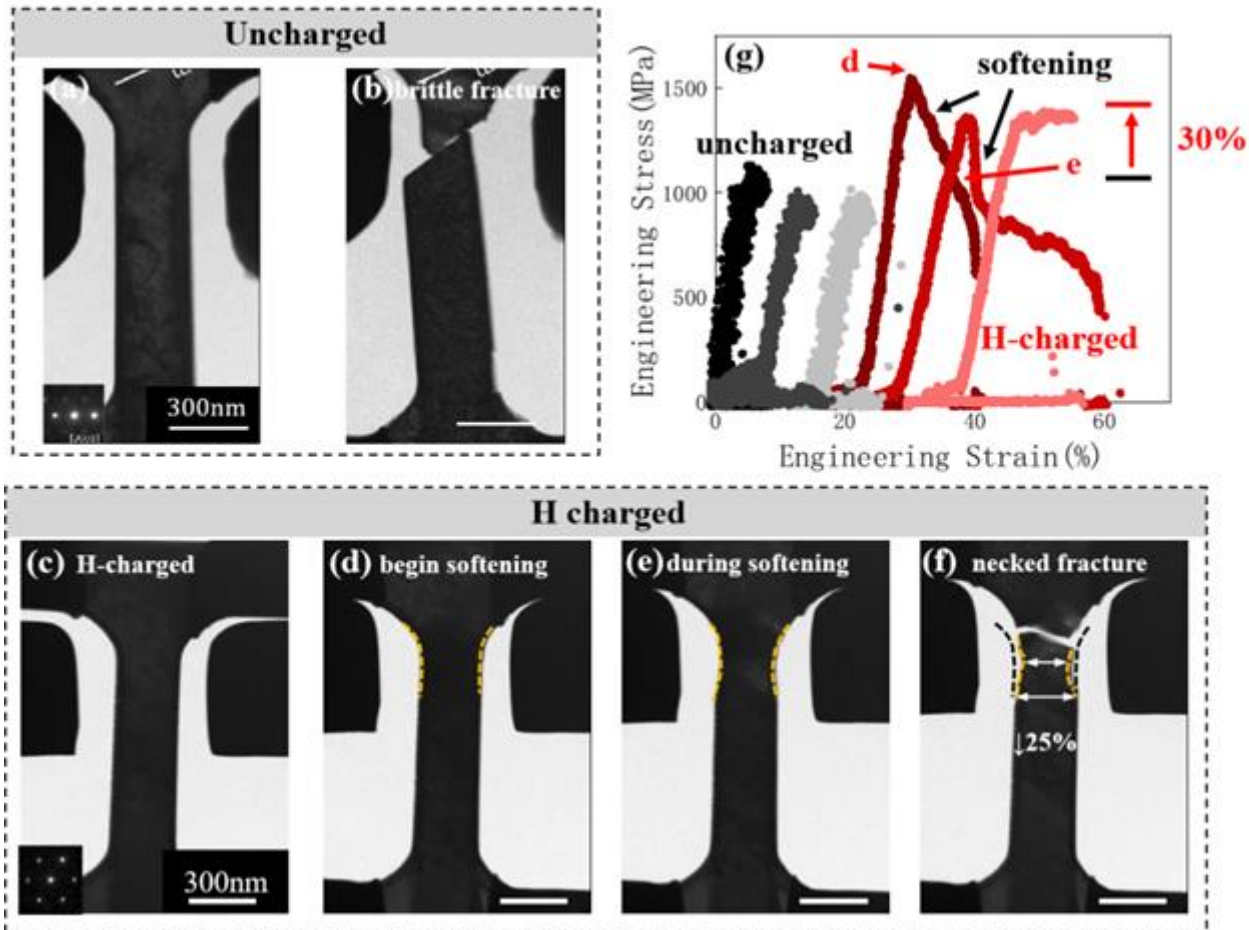 Uncharged
(a)
(b) brittle fracture
300nm
(g)
d
softening
uncharged
e
30%
H-charged
Engineering Stress(MPa)
1500
1000
500
0
0
20
40
60
Engineering Strain(%)
H charged
(c) H-charged
(d) begin softening
(e) during softening
(f) necked fracture
↓25%
300nm